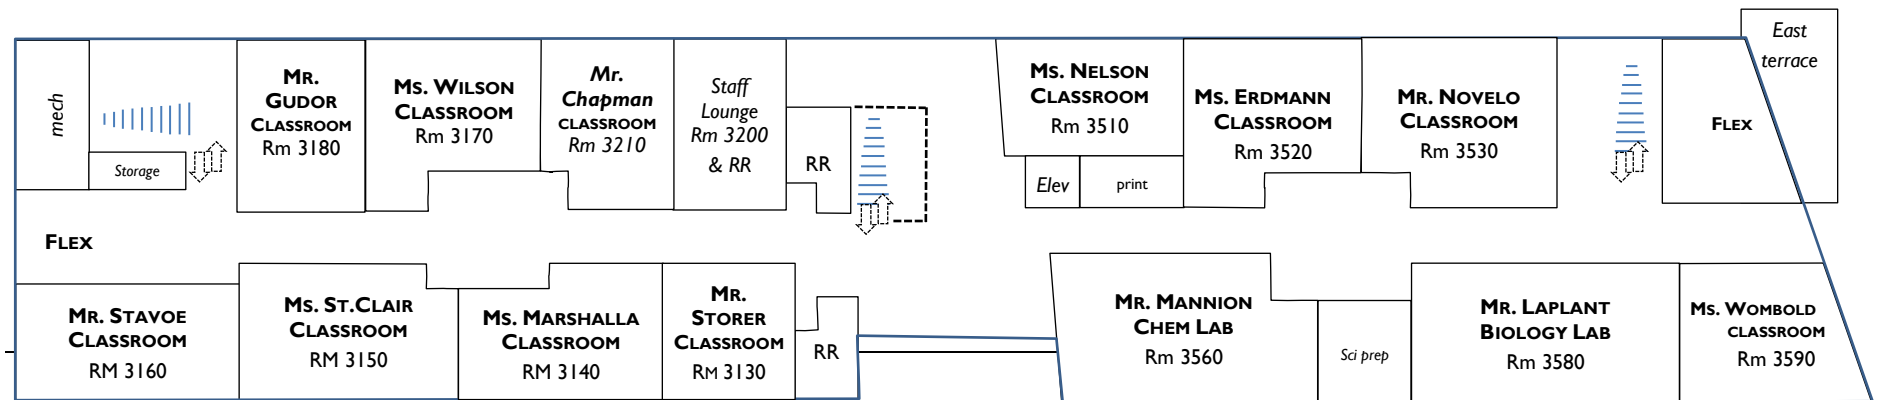 mech
Storage
MR.
GUDOR
CLASSROOM
Rm 3180
MS. WILSON
CLASSROOM
Rm 3170
Mr.
Chapman
CLASSROOM
Rm 3210
Staff
Lounge
Rm 3200
& RR
RR
MS. NELSON
CLASSROOM
Rm 3510
Elev
print
MS. ERDMANN
CLASSROOM
Rm 3520
MR. NOVELO
CLASSROOM
Rm 3530
FLEX
East
terrace
FLEX
MR. STAVOE
CLASSROOM
RM 3160
MS. ST.CLAIR
CLASSROOM
RM 3150
MS. MARSHALLA
CLASSROOM
RM 3140
MR.
STORER
CLASSROOM
RM 3130
RR
MR. MANNION
CHEM LAB
Rm 3560
Sci prep
MR. LAPLANT
BIOLOGY LAB
Rm 3580
MS. WOMBOLD
CLASSROOM
Rm 3590